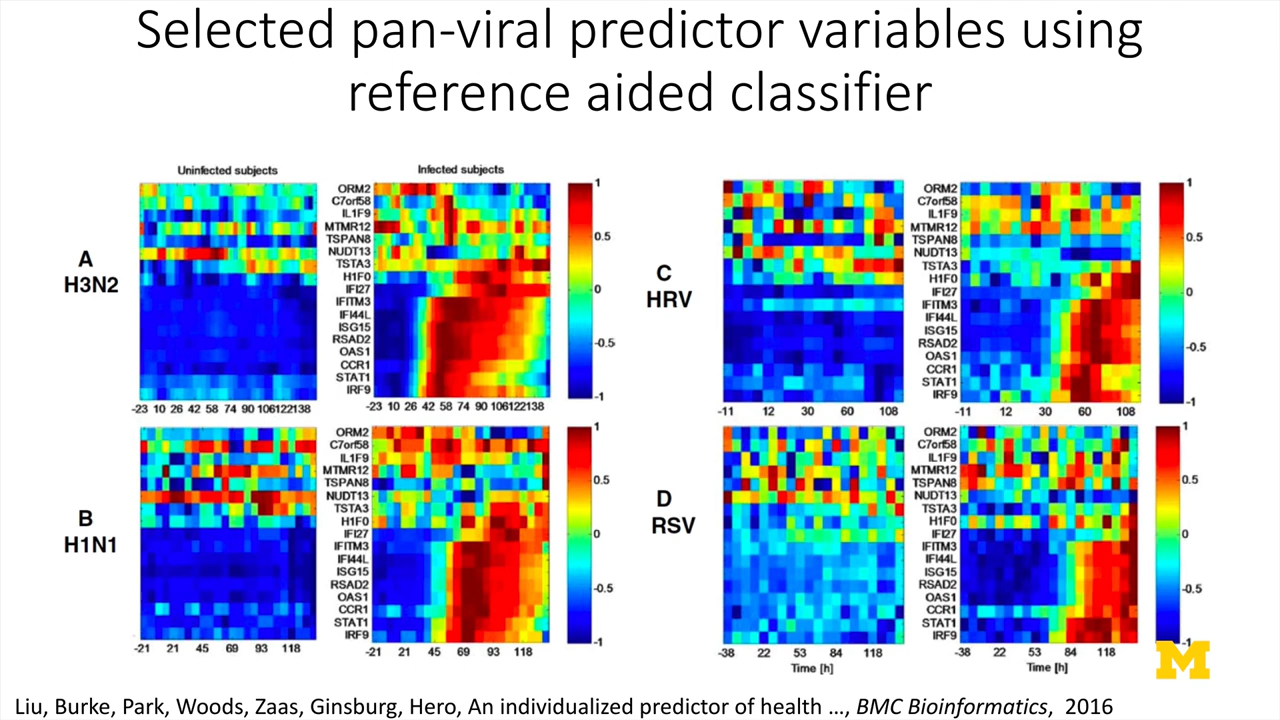 Selected pan-viral predictor variables using
reference aided classifier
Uninfected subjects
Infected subjects
A
H3N2
ORM2
C7orf58
IL1F9
MTMR12
TSPAN8
NUDT13
TSTA3
H1F0
IFI27
IFITM3
IFI44L
ISG15
RSAD2
OAS1
CCR1
STAT1
IRF9
1
0.5
0
-0.5
-1
-23 10 26 42 58 74 90 106122138
-23 10 26 42 58 74 90 106122138
C
HRV
ORM2
C7orf58
IL1F9
MTMR12
TSPAN8
NUDT13
TSTA3
H1F0
IFI27
IFITM3
IFI44L
ISG15
RSAD2
OAS1
CCR1
STAT1
IRF9
1
0.5
0
-0.5
-1
-11 12 30 60 108
-11 12 30 60 108
B
H1N1
ORM2
C7orf58
IL1F9
MTMR12
TSPAN8
NUDT13
TSTA3
H1F0
IFI27
IFITM3
IFI44L
ISG15
RSAD2
OAS1
CCR1
STAT1
IRF9
1
0.5
0
-0.5
-1
-21 21 45 69 93 118
-21 21 45 69 93 118
D
RSV
ORM2
C7orf58
IL1F9
MTMR12
TSPAN8
NUDT13
TSTA3
H1F0
IFI27
IFITM3
IFI44L
ISG15
RSAD2
OAS1
CCR1
STAT1
IRF9
1
0.5
0
-0.5
-1
-38 22 53 84 118
Time [h]
-38 22 53 84 118
Time [h]
M
Liu, Burke, Park, Woods, Zaas, Ginsburg, Hero, An individualized predictor of health …, BMC Bioinformatics, 2016